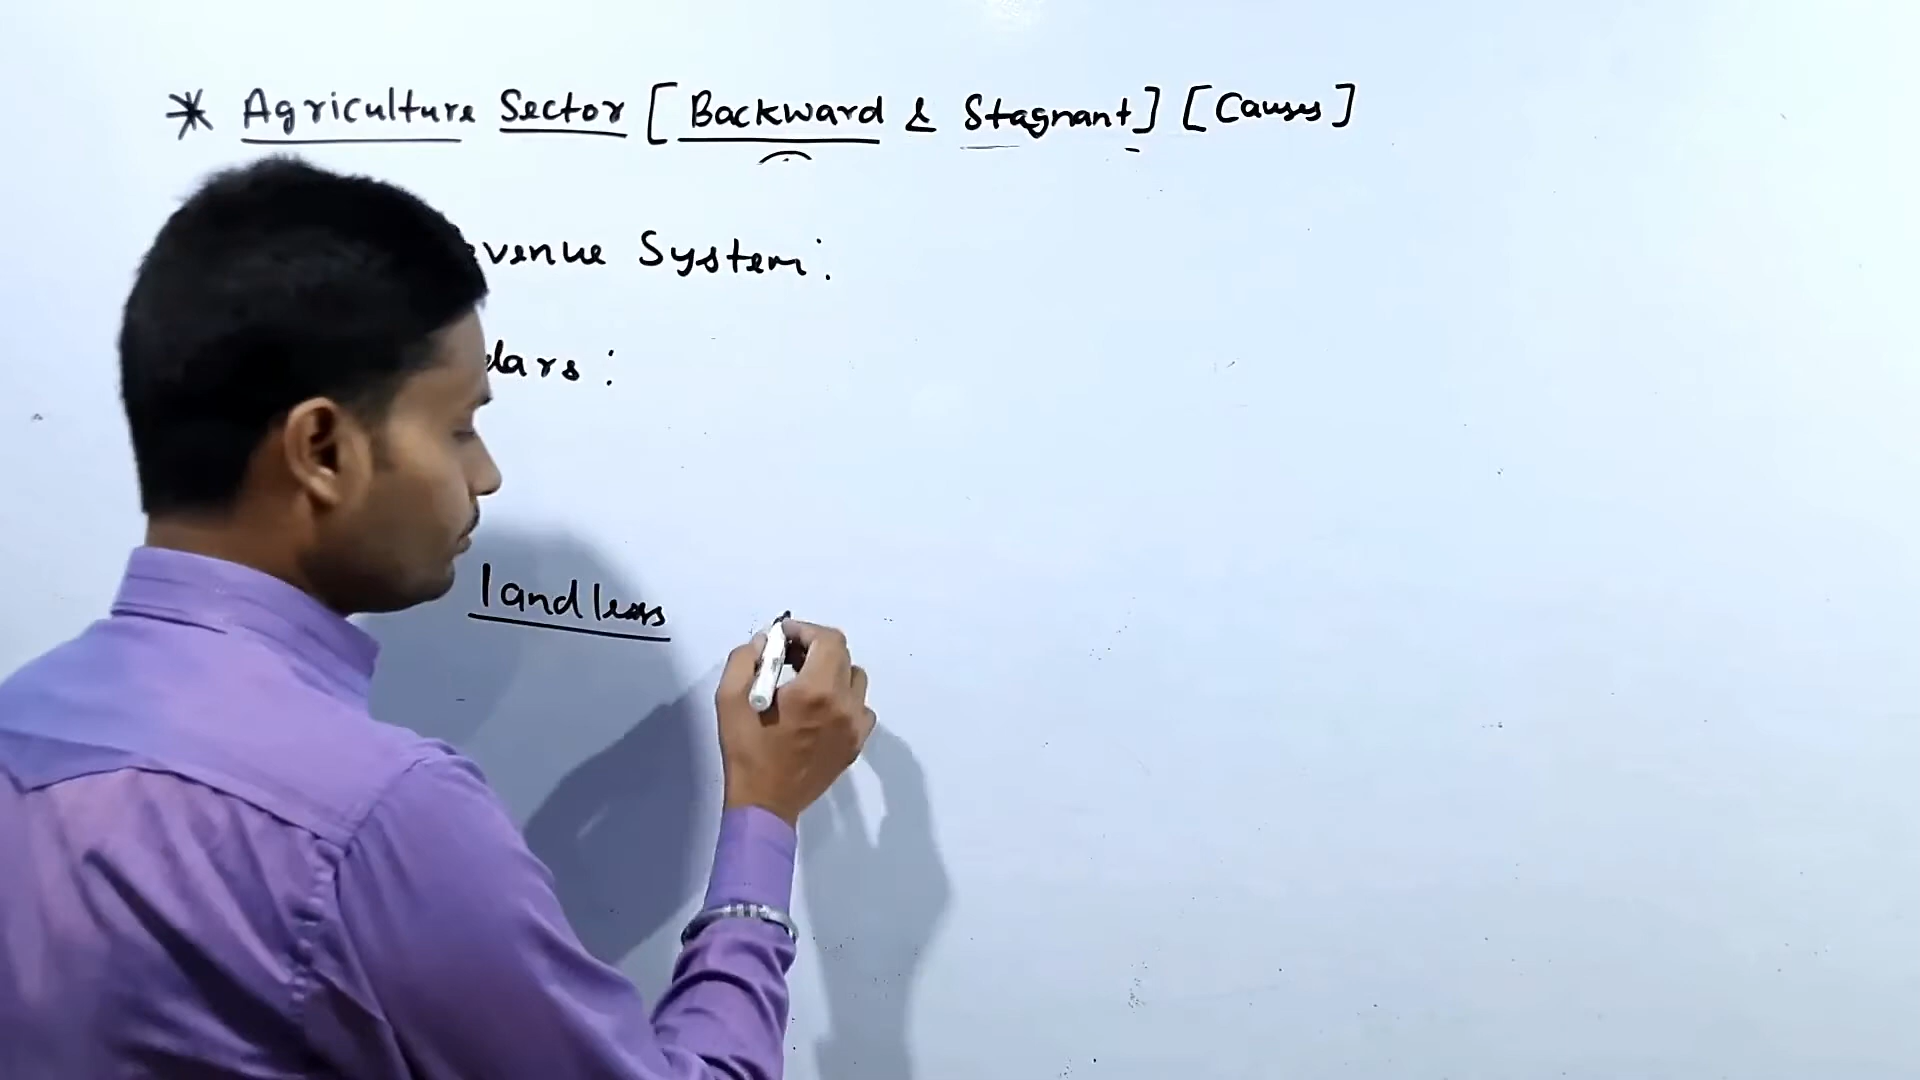 * Agriculture Sector [Backward & Stagnant] [Causes]
venue System:
dars:
landless